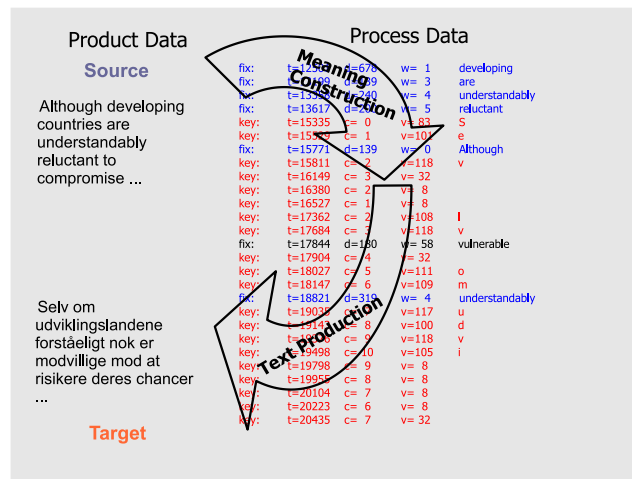 Product Data
Process Data
Source
Although developing
countries are
understandably
reluctant to
compromise ...
Selv om
udviklingslandene
forståeligt nok er
modvillige mod at
risikere deres chancer
...
Target
Meaning
Construction
Text Production
fix: d=678 w= 1 developing
fix: w= 3 are
fix: d=240 w= 4 understandably
fix: t=13617 w= 5 reluctant
key: t=15335 c= 0 v= 83 S
key: c= 1 v=101 e
fix: t=15771 d=139 w= 0 Although
key: t=15811 c= 2 v=118 v
key: t=16149 c= 3 v= 32
key: t=16380 c= 2 v= 8
key: t=16527 c= 1 v= 8
key: t=17362 c= 2 v=108 l
key: t=17684 c= 3 v=118 v
fix: t=17844 d=180 w= 58 vulnerable
key: t=17904 c= 4 v= 32
key: t=18027 c= 5 v=111 o
key: t=18147 c= 6 v=109 m
fix: t=18821 d=319 w= 4 understandably
key: v=117 u
key: c= 8 v=100 d
key: c= 9 v=118 v
key: t=19498 c=10 v=105 i
key: t=19798 c= 9 v= 8
key: t=19955 c= 8 v= 8
key: t=20104 c= 7 v= 8
key: t=20223 c= 6 v= 8
key: t=20435 c= 7 v= 32